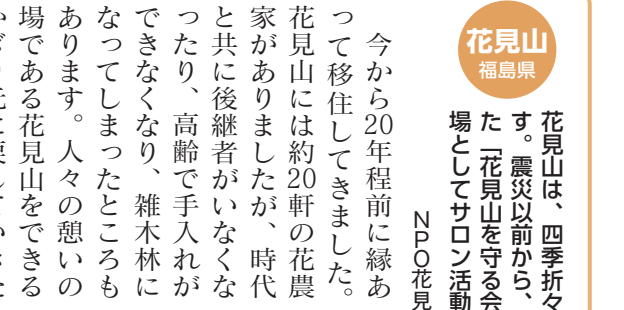 花見山
福島県
花見山は、四季折々
す。震災以前から、
た「花見山を守る会
場としてサロン活動
NPO花見
今から20年程前に縁あ
って移住してきました。
花見山には約20軒の花農
家がありましたが、時代
と共に後継者がいなくな
ったり、高齢で手入れが
できなくなり、雑木林に
なってしまったところも
あります。人々の憩いの
場である花見山をできる